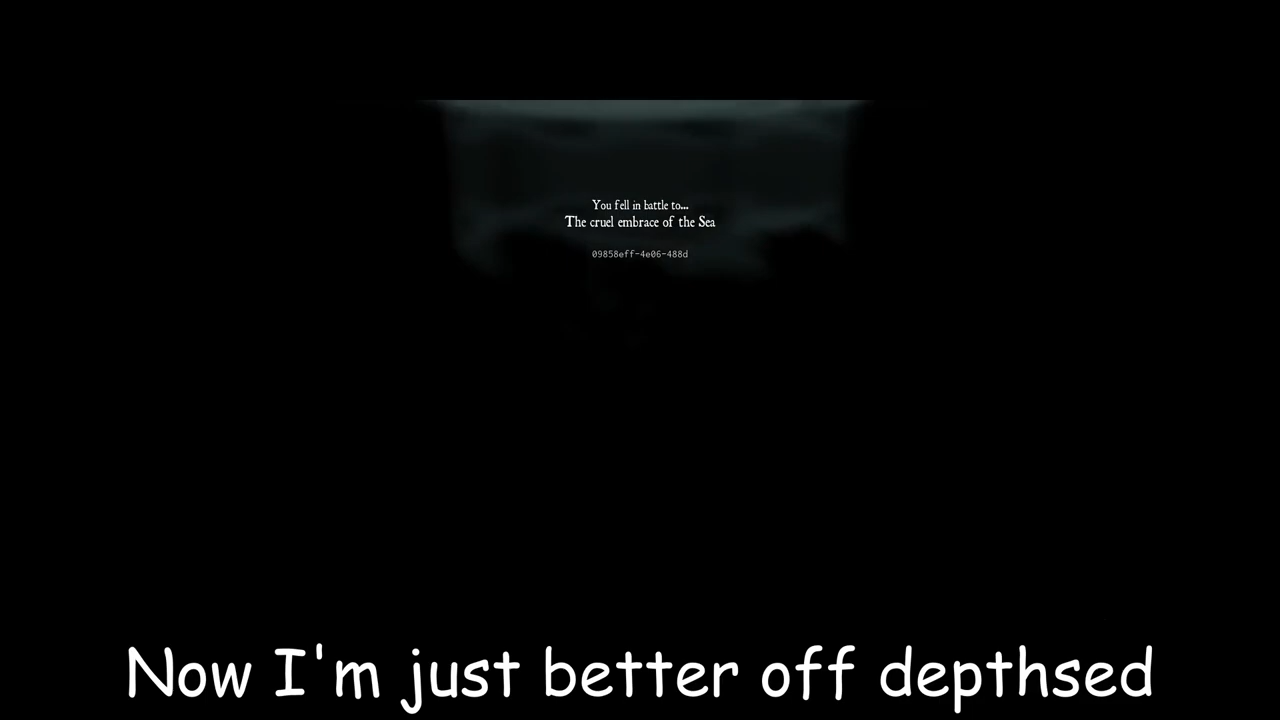 You fell in battle to...
The cruel embrace of the Sea
09858eff-4e06-488d
Now I'm just better off depthsed